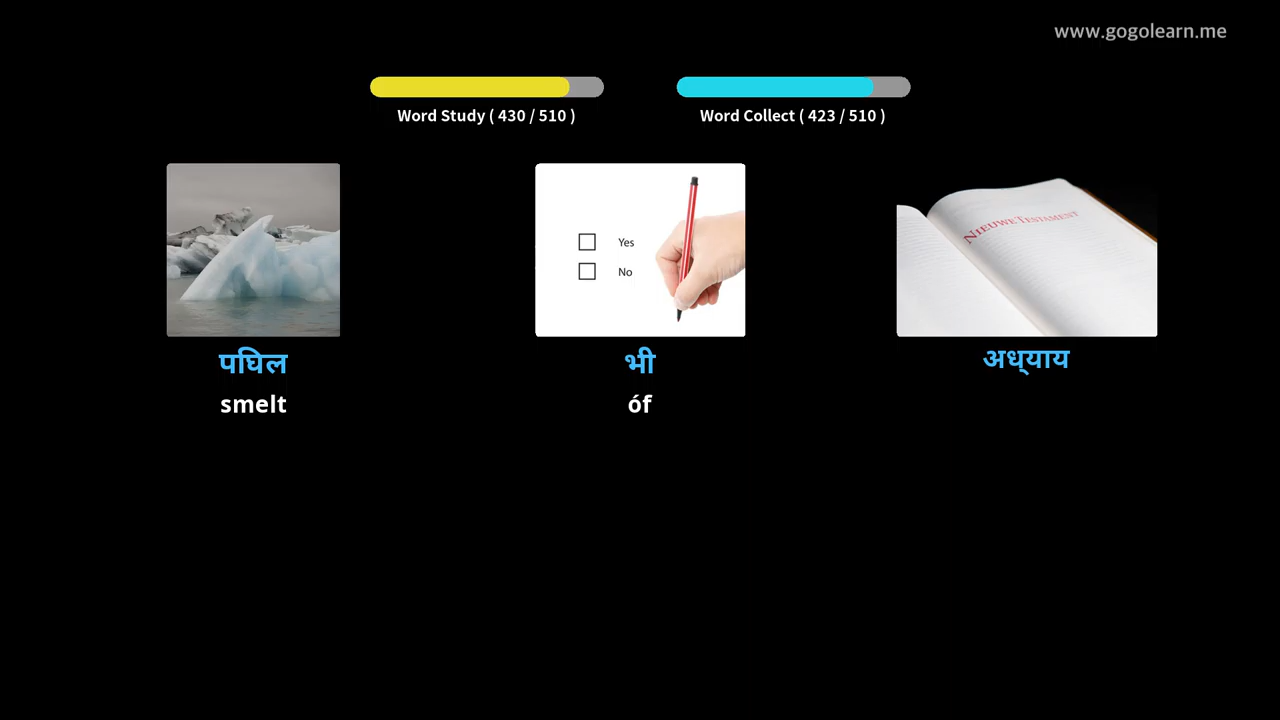 www.gogolearn.me
Word Study ( 430 / 510 )
Word Collect ( 423 / 510 )
Yes
No
NIEUWE TESTAMENT
पघिल
भी
अध्याय
smelt
óf